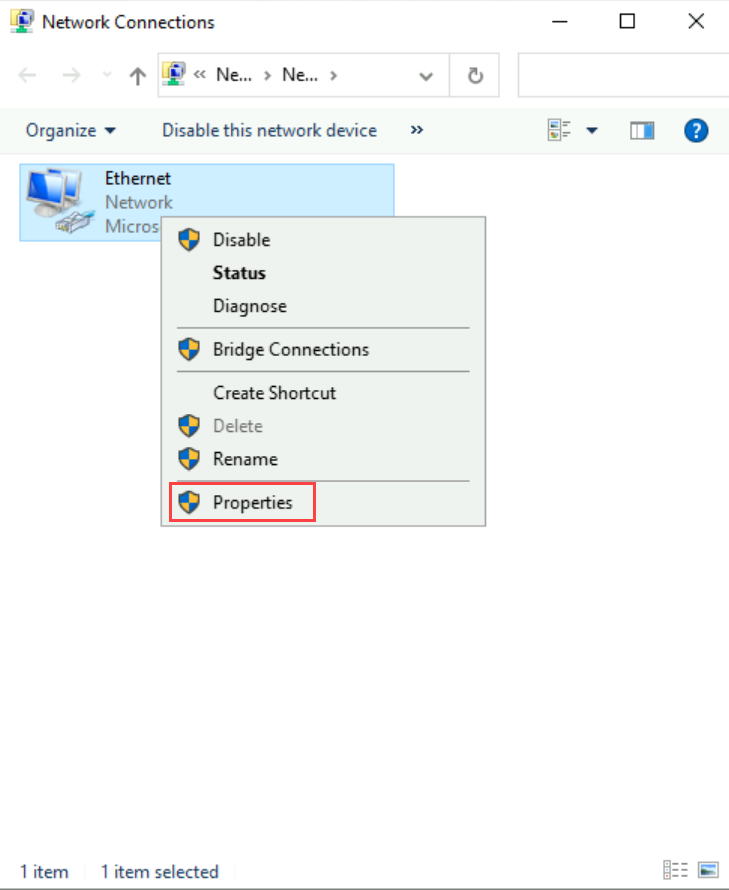 Network Connections
« Ne... › Ne... ›
Organize Disable this network device »
Ethernet
Network
Micros
Disable
Status
Diagnose
Bridge Connections
Create Shortcut
Delete
Rename
Properties
1 item 1 item selected